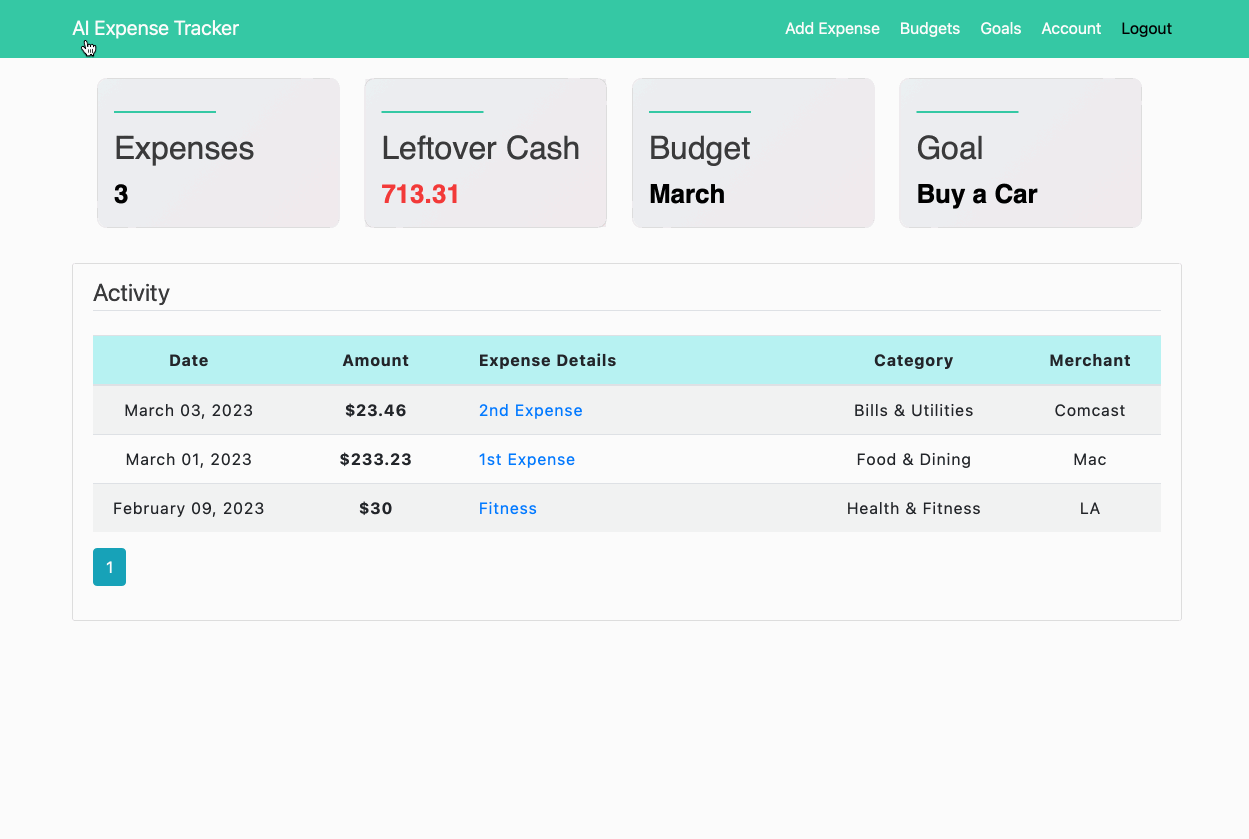 AI Expense Tracker Add Expense Budgets Goals Account Logout
Expenses Leftover Cash Budget Goal
3 713.31 March Buy a Car
Activity
Date Amount Expense Details Category Merchant
March 03, 2023 $23.46 2nd Expense Bills & Utilities Comcast
March 01, 2023 $233.23 1st Expense Food & Dining Mac
February 09, 2023 $30 Fitness Health & Fitness LA
1